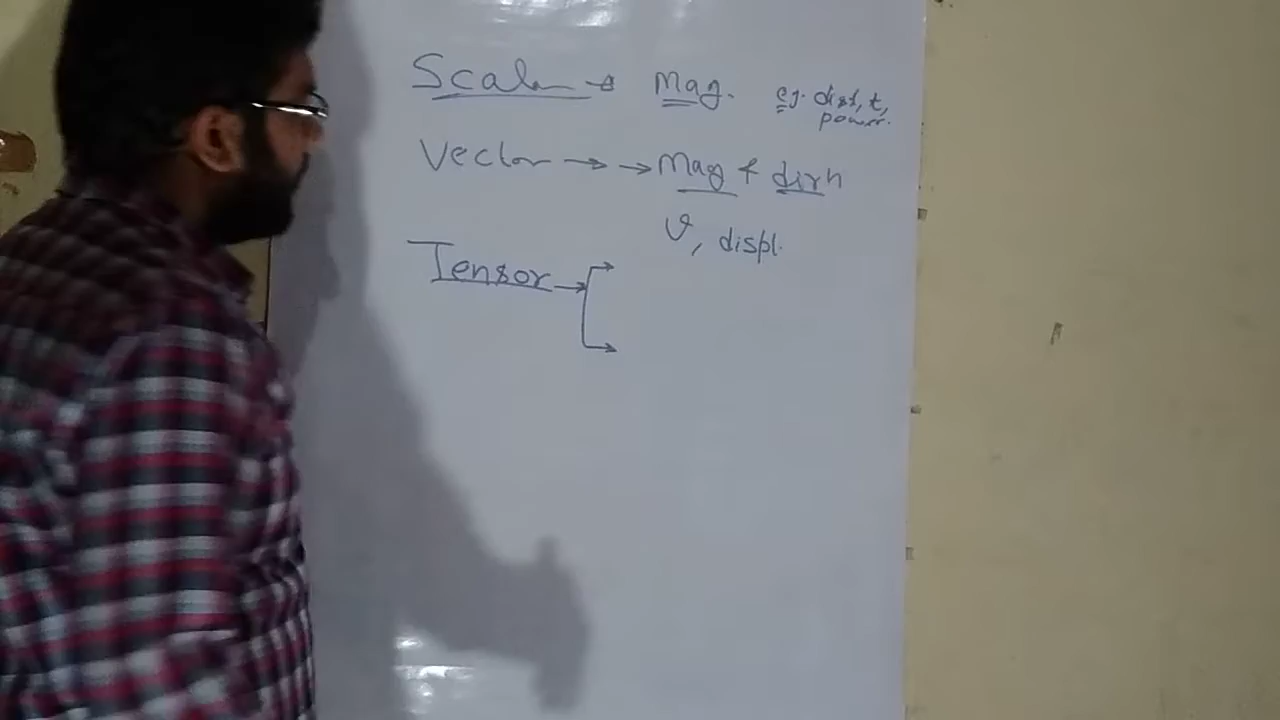 Scalar → Mag. eg. dist, t,
power.
Vector → → Mag & dirn
v, displ.
Tensor →